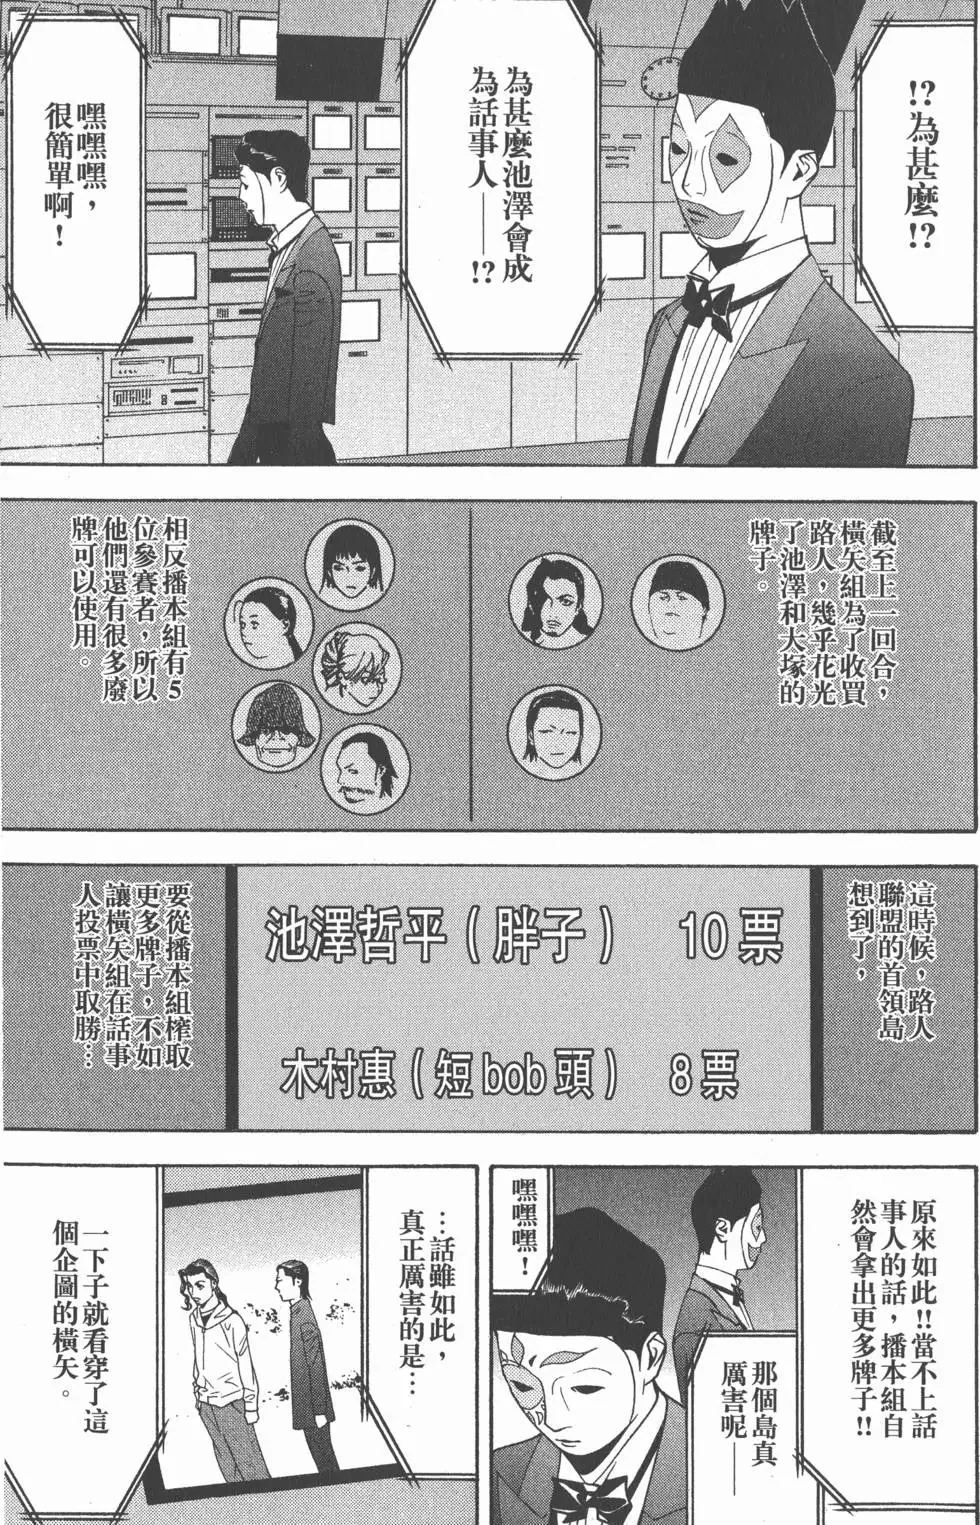 !?為甚麼!?
為甚麼池澤會成
為話事人——!?
嘿嘿嘿，
很簡單啊！
截至上一回合，
橫矢組為了收買
路人，幾乎花光
了池澤和大塚的
牌子。
相反播本組有5
位參賽者，所以
他們還有很多廢
牌可以使用。
這時候，路人
聯盟的首領島
想到了，
池澤哲平（胖子）　10票
木村惠（短bob頭）　8票
要從播本組榨取
更多牌子，不如
讓橫矢組在話事
人投票中取勝…
原來如此!!當不上話
事人的話，播本組自
然會拿出更多牌子!!
那個島真
厲害呢——
嘿嘿嘿！
…話雖如此，
真正厲害的是…
一下子就看穿了這
個企圖的橫矢。